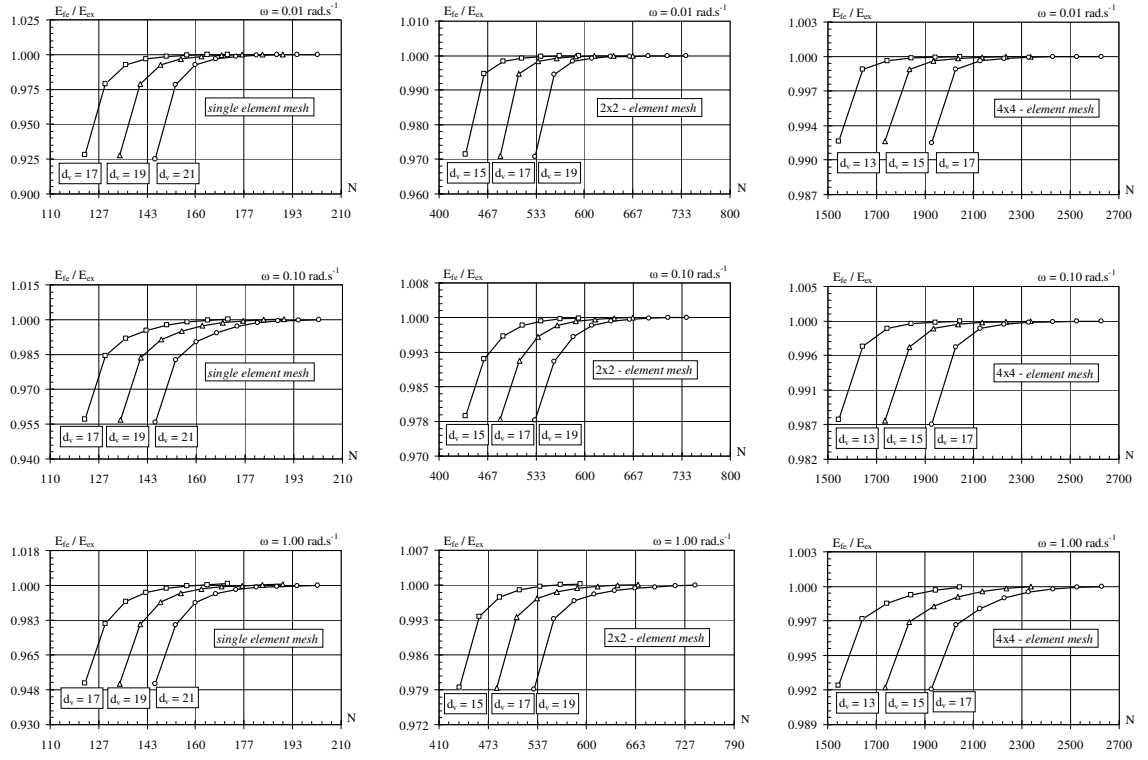 E_fe / E_ex ω = 0.01 rad.s^-1
1.025
1.000
0.975
0.950
0.925
0.900
single element mesh
d_v = 17 d_v = 19 d_v = 21
N
110 127 143 160 177 193 210
E_fe / E_ex ω = 0.01 rad.s^-1
1.010
1.000
0.990
0.980
0.970
0.960
2x2 - element mesh
d_v = 15 d_v = 17 d_v = 19
N
400 467 533 600 667 733 800
E_fe / E_ex ω = 0.01 rad.s^-1
1.003
1.000
0.997
0.994
0.990
0.987
4x4 - element mesh
d_v = 13 d_v = 15 d_v = 17
N
1500 1700 1900 2100 2300 2500 2700
E_fe / E_ex ω = 0.10 rad.s^-1
1.015
1.000
0.985
0.970
0.955
0.940
single element mesh
d_v = 17 d_v = 19 d_v = 21
N
110 127 143 160 177 193 210
E_fe / E_ex ω = 0.10 rad.s^-1
1.008
1.000
0.993
0.985
0.978
0.970
2x2 - element mesh
d_v = 15 d_v = 17 d_v = 19
N
400 467 533 600 667 733 800
E_fe / E_ex ω = 0.10 rad.s^-1
1.005
1.000
0.996
0.991
0.987
0.982
4x4 - element mesh
d_v = 13 d_v = 15 d_v = 17
N
1500 1700 1900 2100 2300 2500 2700
E_fe / E_ex ω = 1.00 rad.s^-1
1.018
1.000
0.983
0.965
0.948
0.930
single element mesh
d_v = 17 d_v = 19 d_v = 21
N
110 127 143 160 177 193 210
E_fe / E_ex ω = 1.00 rad.s^-1
1.007
1.000
0.993
0.986
0.979
0.972
2x2 - element mesh
d_v = 15 d_v = 17 d_v = 19
N
410 473 537 600 663 727 790
E_fe / E_ex ω = 1.00 rad.s^-1
1.003
1.000
0.997
0.995
0.992
0.989
4x4 - element mesh
d_v = 13 d_v = 15 d_v = 17
N
1500 1700 1900 2100 2300 2500 2700